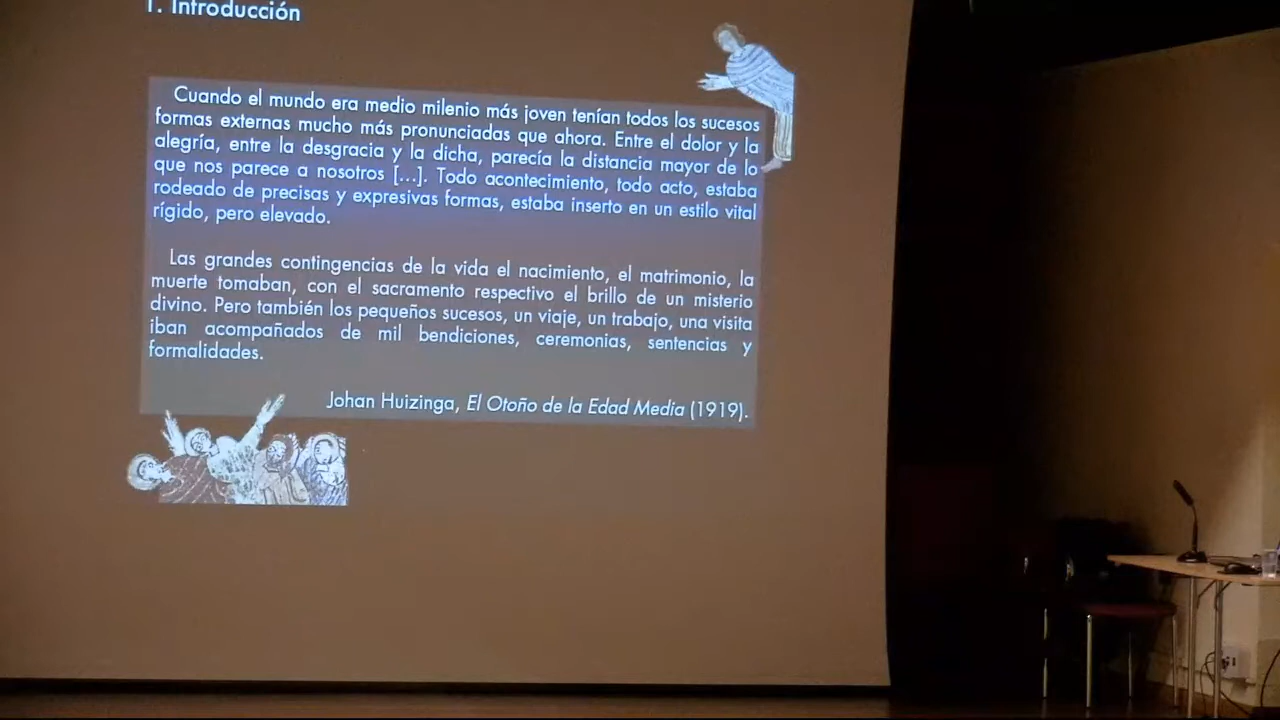 1. Introducción
Cuando el mundo era medio milenio más joven tenían todos los sucesos
formas externas mucho más pronunciadas que ahora. Entre el dolor y la
alegría, entre la desgracia y la dicha, parecía la distancia mayor de lo
que nos parece a nosotros [...]. Todo acontecimiento, todo acto, estaba
rodeado de precisas y expresivas formas, estaba inserto en un estilo vital
rígido, pero elevado.
Las grandes contingencias de la vida el nacimiento, el matrimonio, la
muerte tomaban, con el sacramento respectivo el brillo de un misterio
divino. Pero también los pequeños sucesos, un viaje, un trabajo, una visita
iban acompañados de mil bendiciones, ceremonias, sentencias y
formalidades.
Johan Huizinga, El Otoño de la Edad Media (1919).